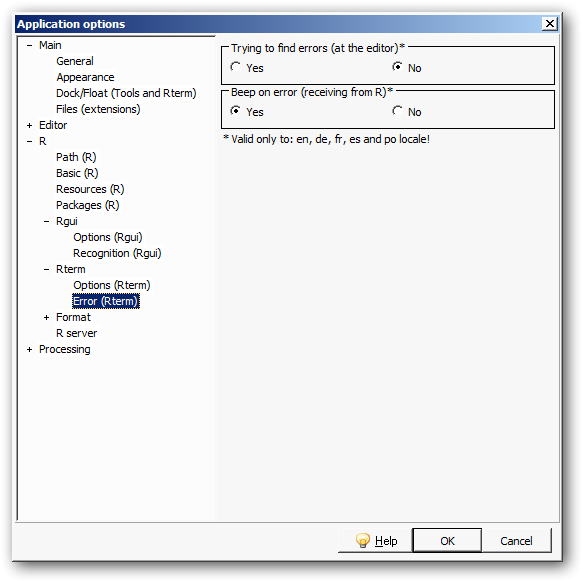 Application options
Main
General
Appearance
Dock/Float (Tools and Rterm)
Files (extensions)
Editor
R
Path (R)
Basic (R)
Resources (R)
Packages (R)
Rgui
Options (Rgui)
Recognition (Rgui)
Rterm
Options (Rterm)
Error (Rterm)
Format
R server
Processing
Trying to find errors (at the editor)*
Yes No
Beep on error (receiving from R)*
Yes No
* Valid only to: en, de, fr, es and po locale!
Help OK Cancel